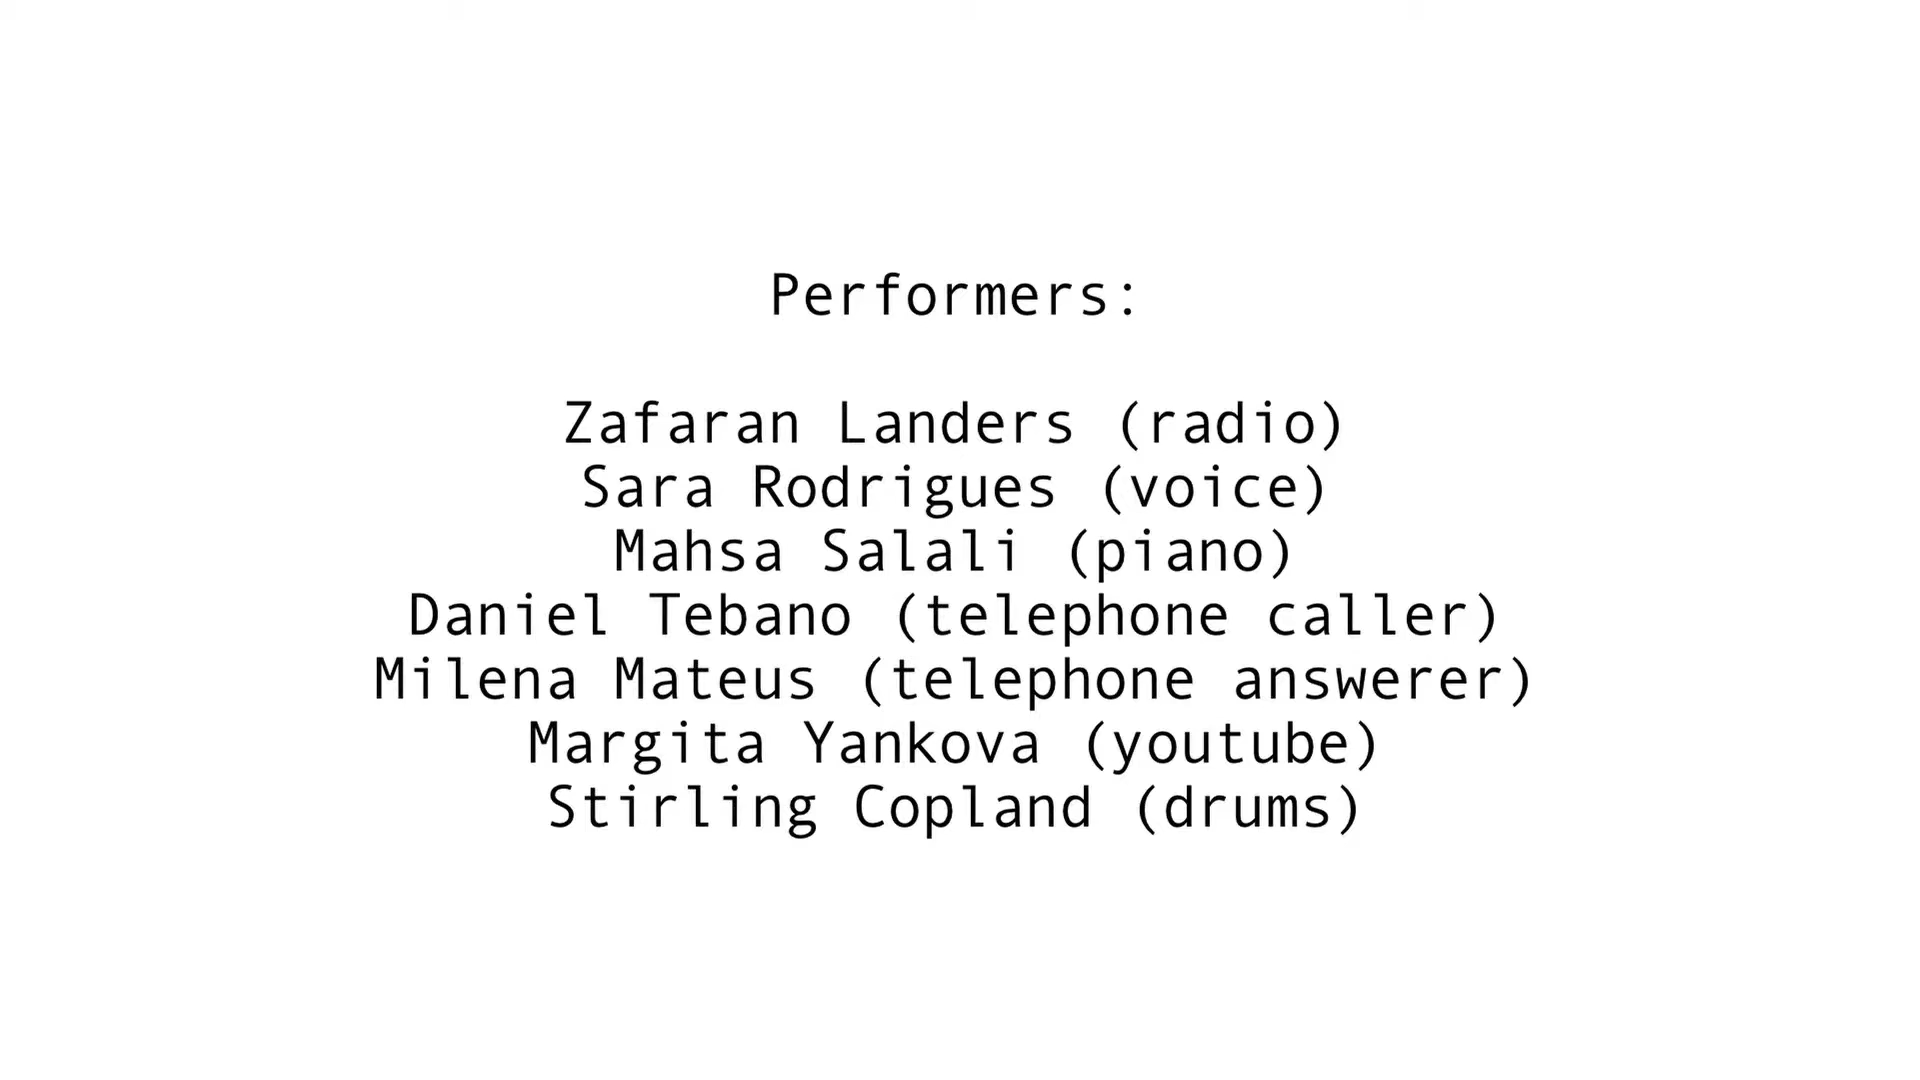 Performers:
Zafaran Landers (radio)
Sara Rodrigues (voice)
Mahsa Salali (piano)
Daniel Tebano (telephone caller)
Milena Mateus (telephone answerer)
Margita Yankova (youtube)
Stirling Copland (drums)